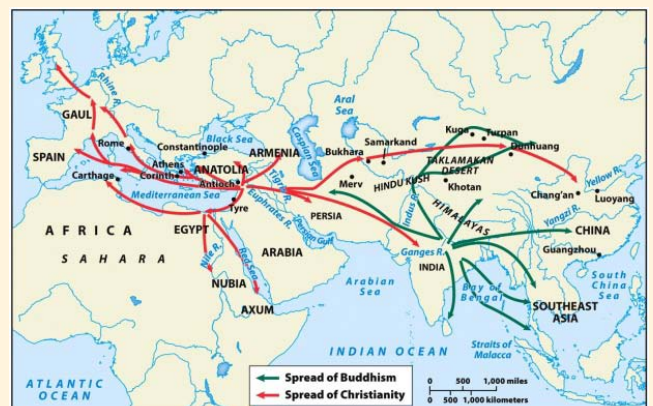 Rhine R.
GAUL
SPAIN
Rome
Constantinople
Black Sea
Athens
Corinth
ANATOLIA
ARMENIA
Antioch
Carthage
Mediterranean Sea
Tyre
Tigris R.
Euphrates R.
Caspian Sea
Aral
Sea
Bukhara
Samarkand
Merv
HINDU KUSH
PERSIA
Persian Gulf
Kuga
Turpan
Dunhuang
TAKLAMAKAN
DESERT
Khotan
Indus R.
HIMALAYAS
Yellow R.
Chang'an
Luoyang
Yangzi R.
CHINA
Guangzhou
AFRICA
SAHARA
EGYPT
Nile R.
Red Sea
ARABIA
NUBIA
AXUM
Arabian
Sea
Ganges R.
INDIA
Bay of
Bengal
SOUTHEAST
ASIA
South
China
Sea
Straits of
Malacca
INDIAN OCEAN
ATLANTIC
OCEAN
Spread of Buddhism
Spread of Christianity
0 500 1,000 miles
0 500 1,000 kilometers